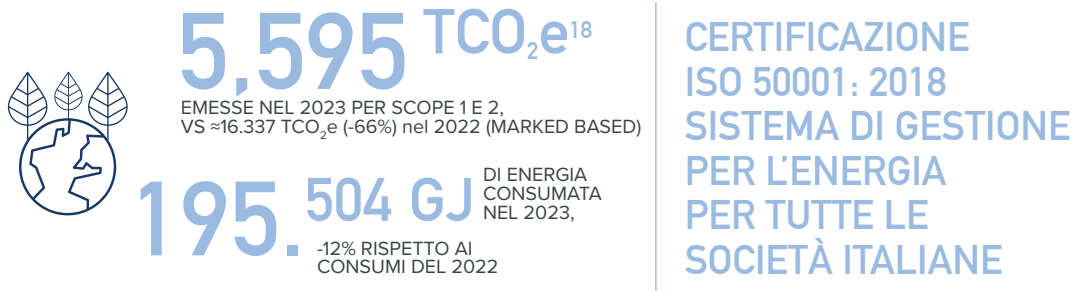 5,595 TCO₂e¹⁸
EMESSE NEL 2023 PER SCOPE 1 E 2,
VS ≈16.337 TCO₂e (-66%) nel 2022 (MARKED BASED)
195. 504 GJ
DI ENERGIA
CONSUMATA
NEL 2023,
-12% RISPETTO AI
CONSUMI DEL 2022
CERTIFICAZIONE
ISO 50001: 2018
SISTEMA DI GESTIONE
PER L'ENERGIA
PER TUTTE LE
SOCIETÀ ITALIANE